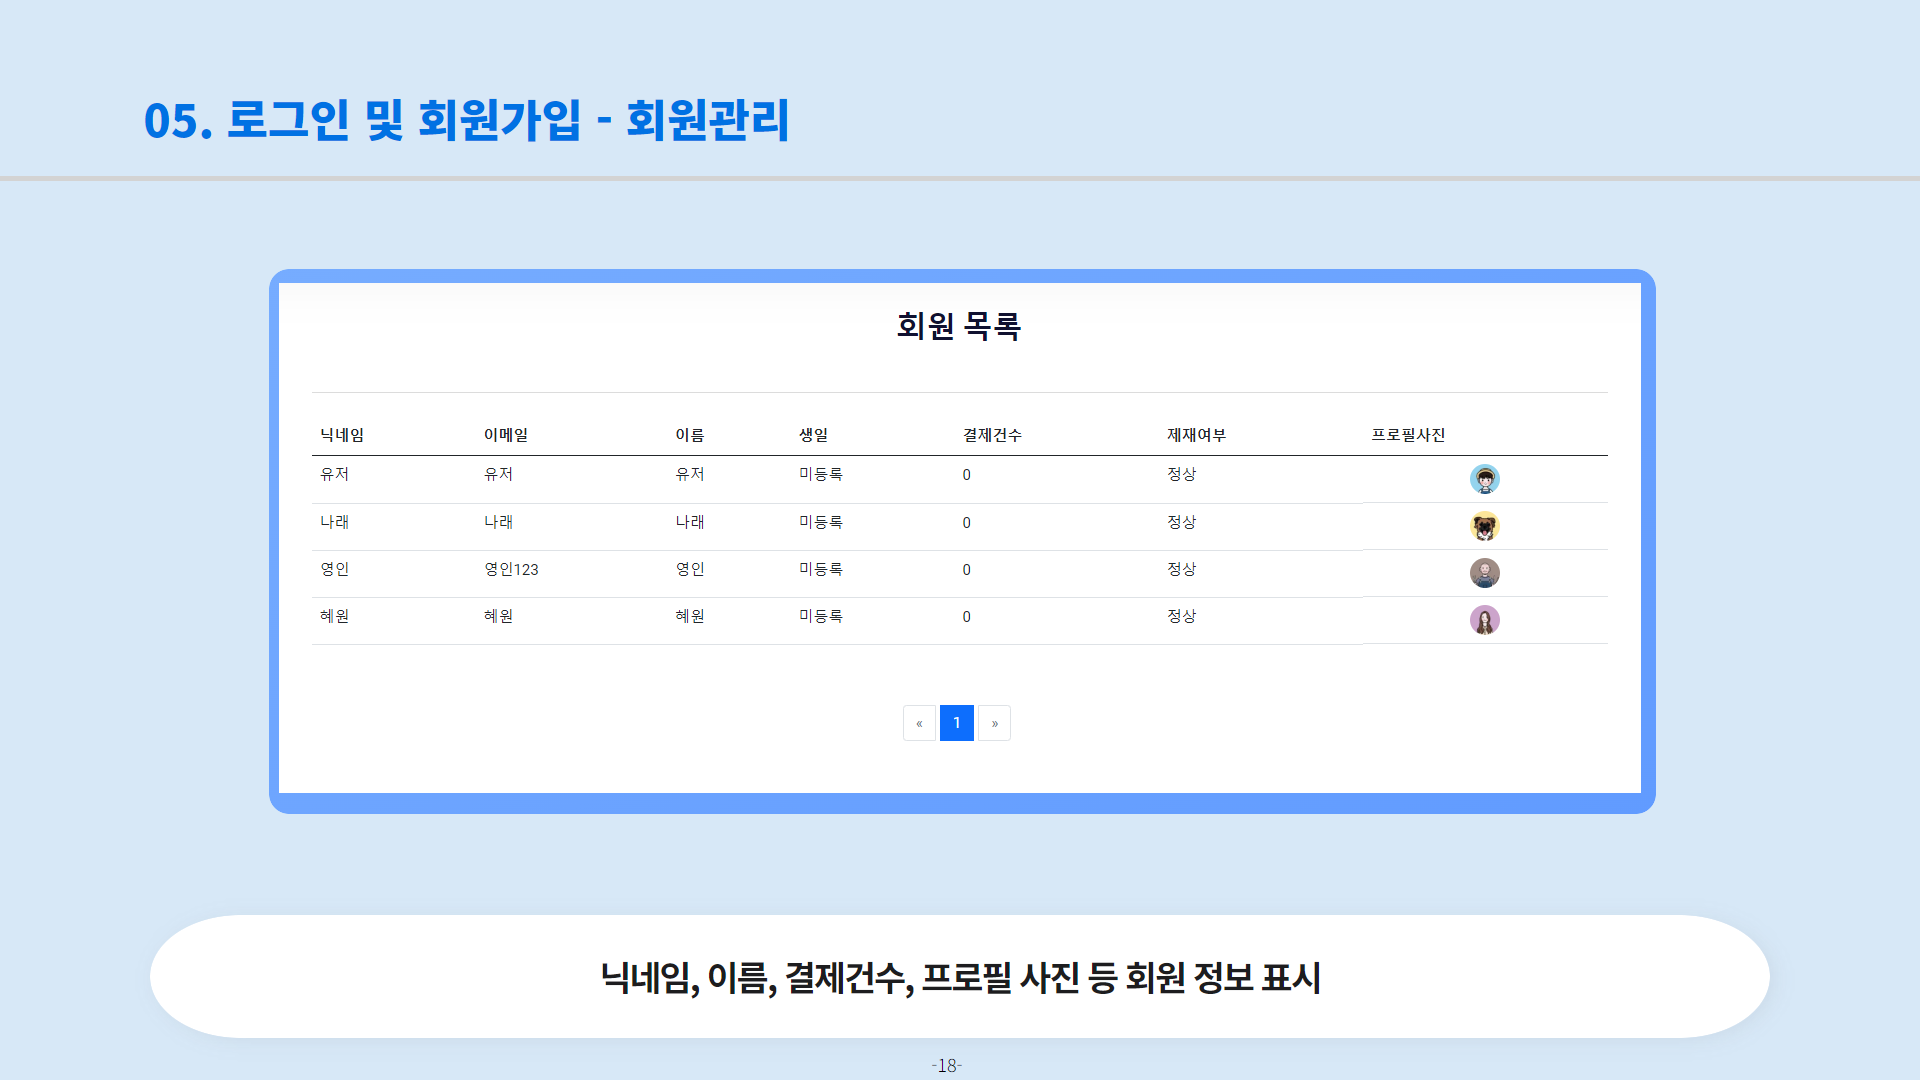 05. 로그인 및 회원가입 - 회원관리
회원 목록
닉네임 이메일 이름 생일 결제건수 제재여부 프로필사진
유저 유저 유저 미등록 0 정상
나래 나래 나래 미등록 0 정상
영인 영인123 영인 미등록 0 정상
혜원 혜원 혜원 미등록 0 정상
« 1 »
닉네임, 이름, 결제건수, 프로필 사진 등 회원 정보 표시
-18-